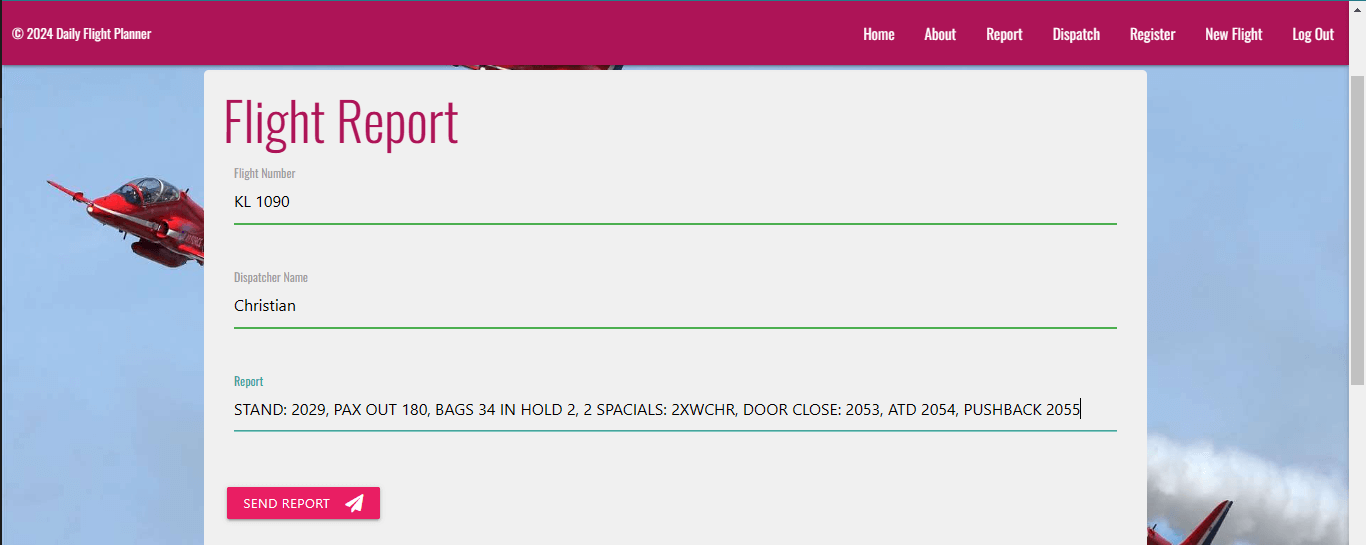 © 2024 Daily Flight Planner
Home About Report Dispatch Register New Flight Log Out
Flight Report
Flight Number
KL 1090
Dispatcher Name
Christian
Report
STAND: 2029, PAX OUT 180, BAGS 34 IN HOLD 2, 2 SPACIALS: 2XWCHR, DOOR CLOSE: 2053, ATD 2054, PUSHBACK 2055
SEND REPORT